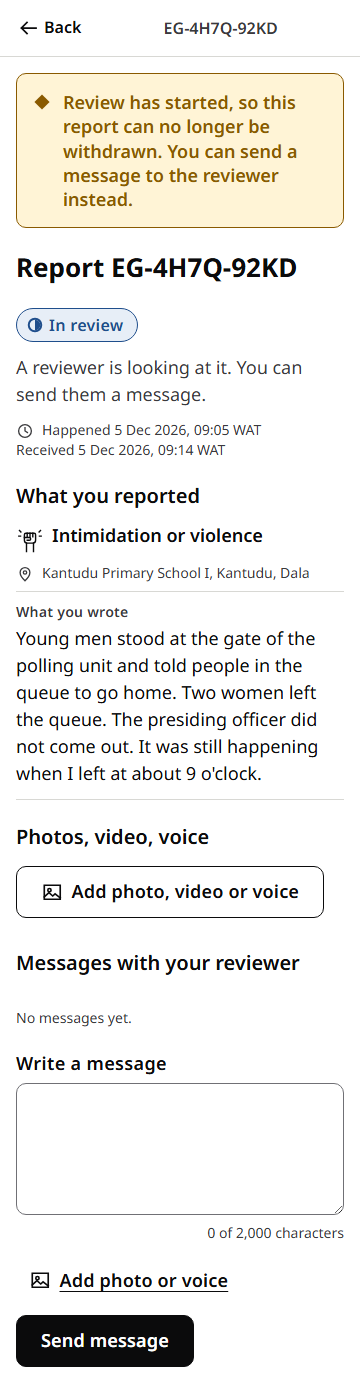 Back
EG-4H7Q-92KD
Review has started, so this
report can no longer be
withdrawn. You can send a
message to the reviewer
instead.
Report EG-4H7Q-92KD
In review
A reviewer is looking at it. You can
send them a message.
Happened 5 Dec 2026, 09:05 WAT
Received 5 Dec 2026, 09:14 WAT
What you reported
Intimidation or violence
Kantudu Primary School I, Kantudu, Dala
What you wrote
Young men stood at the gate of the
polling unit and told people in the
queue to go home. Two women left
the queue. The presiding officer did
not come out. It was still happening
when I left at about 9 o'clock.
Photos, video, voice
Add photo, video or voice
Messages with your reviewer
No messages yet.
Write a message
0 of 2,000 characters
Add photo or voice
Send message